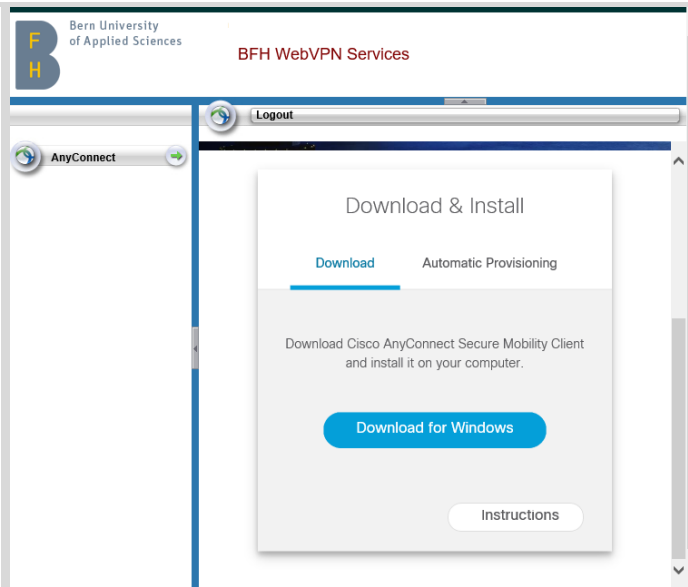 F
H
Bern University
of Applied Sciences
BFH WebVPN Services
Logout
AnyConnect
Download & Install
Download
Automatic Provisioning
Download Cisco AnyConnect Secure Mobility Client
and install it on your computer.
Download for Windows
Instructions